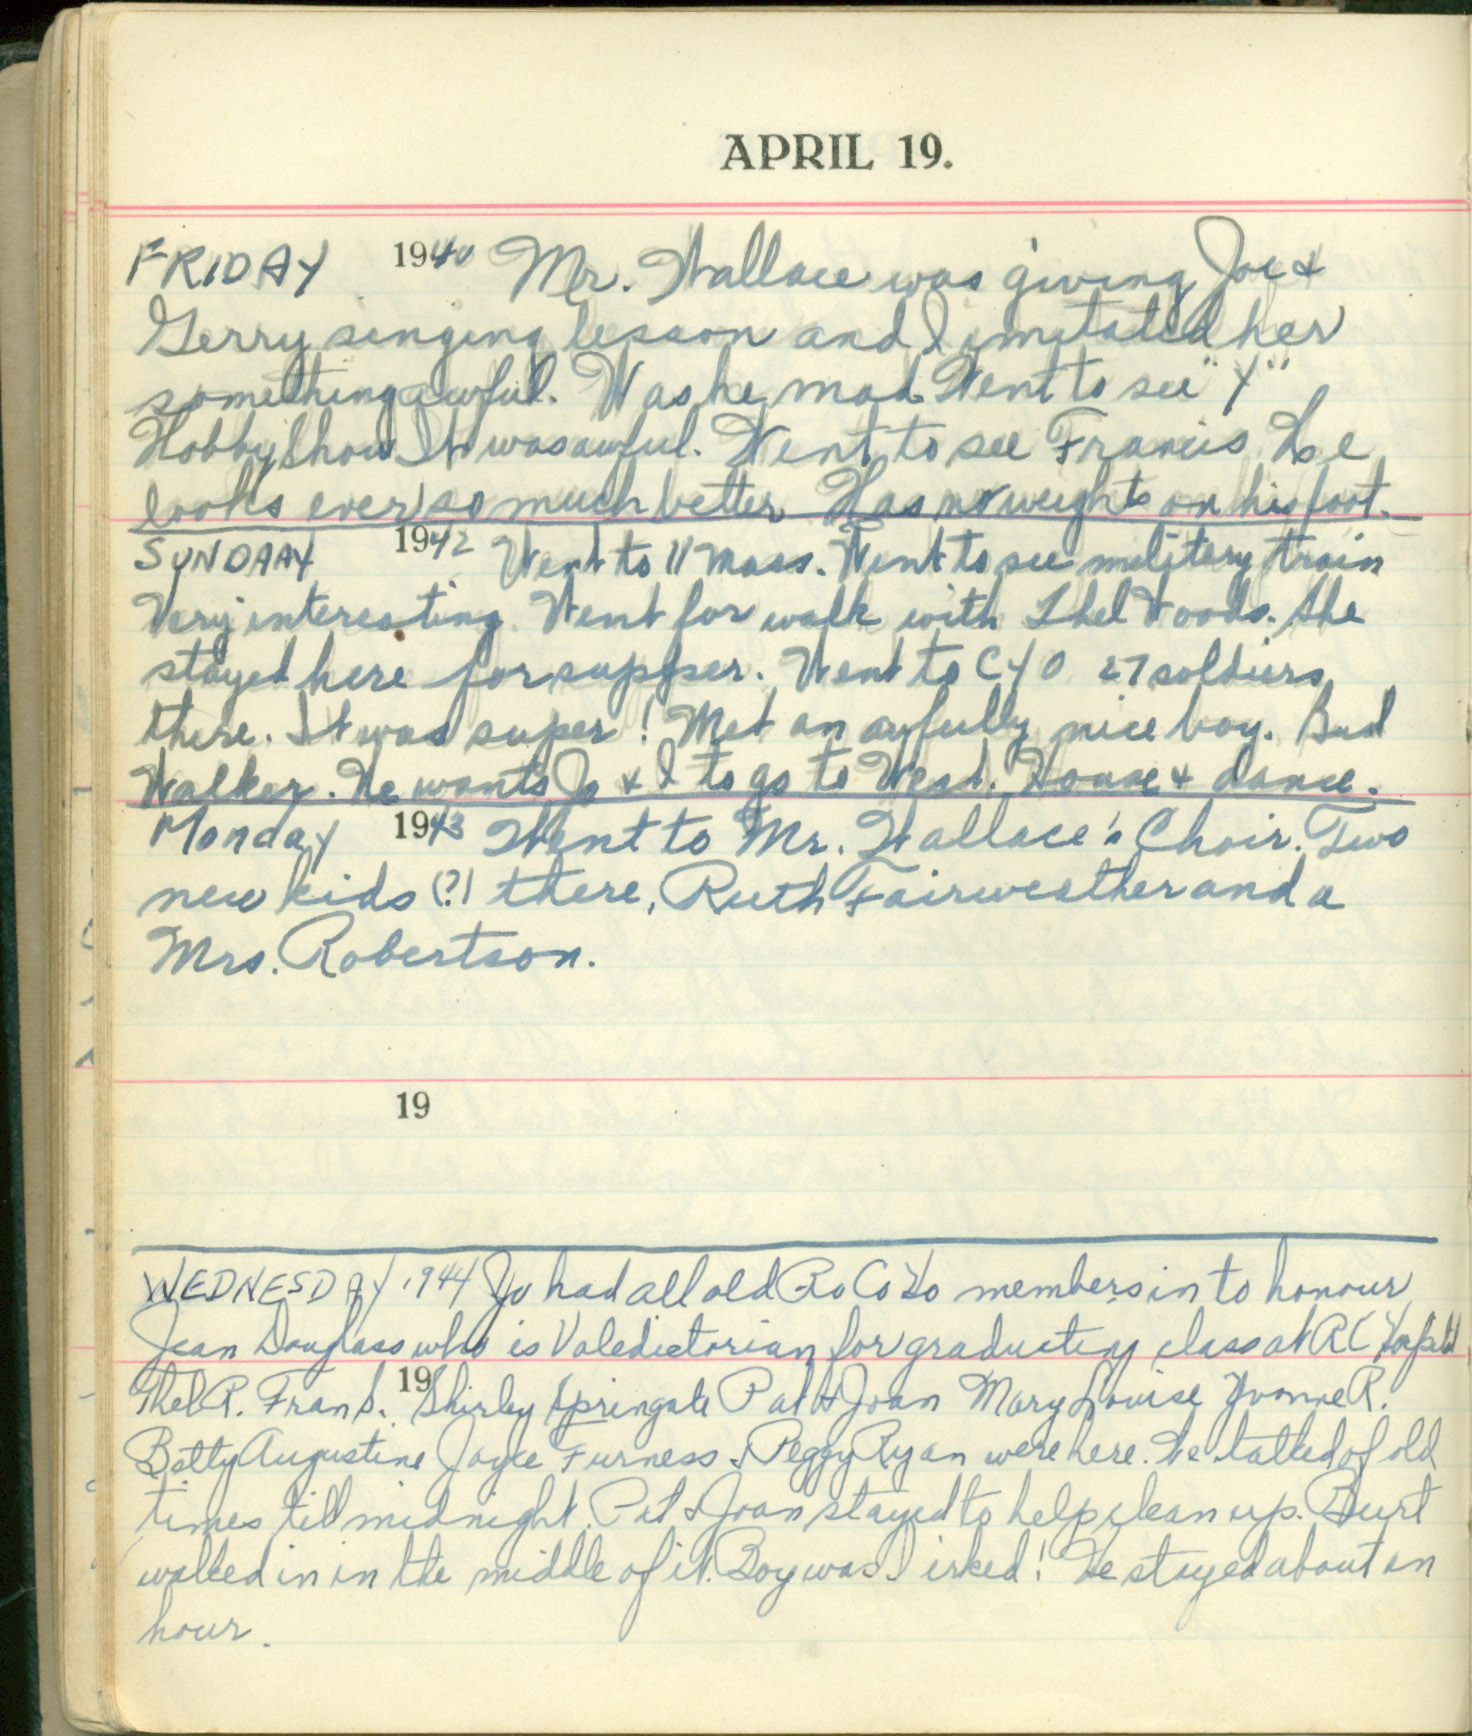 APRIL 19.
FRIDAY 1940 Mr. Wallace was giving Joe &
Gerry singing lesson and I imitated her
something awful. Was he mad. Went to see "Y"
Hobby Show. It was awful. Went to see Francis. He
looks ever so much better. Has no weights on his foot.
SUNDAAY 1942 Went to 11 Mass. Went to see military train
Very interesting. Went for walk with Thel Woods. She
stayed here for supper. Went to CYO 27 soldiers
there. It was super! Met an awfully nice boy. Bud
Walker. He wants Jo & I to go to West. House & dance.
Monday 1943 Went to Mr. Wallace's Choir. Two
new kids (?) there, Ruth Fairweather and a
Mrs. Robertson.
19
WEDNESDAY 1944 Jo had all old Ro Co Yo members in to honour
Jean Douglass who is Valedictorian for graduating class at RC
19
Thel R. Fran S. Shirley Springate Pat & Joan Mary Louise Yvonne R.
Betty Augustine Joyce Furness & Peggy Ryan were here. We talked of old
times till midnight. Pat & Joan stayed to help clean up. Burt
walked in in the middle of it. Boy was I irked! He stayed about an
hour.